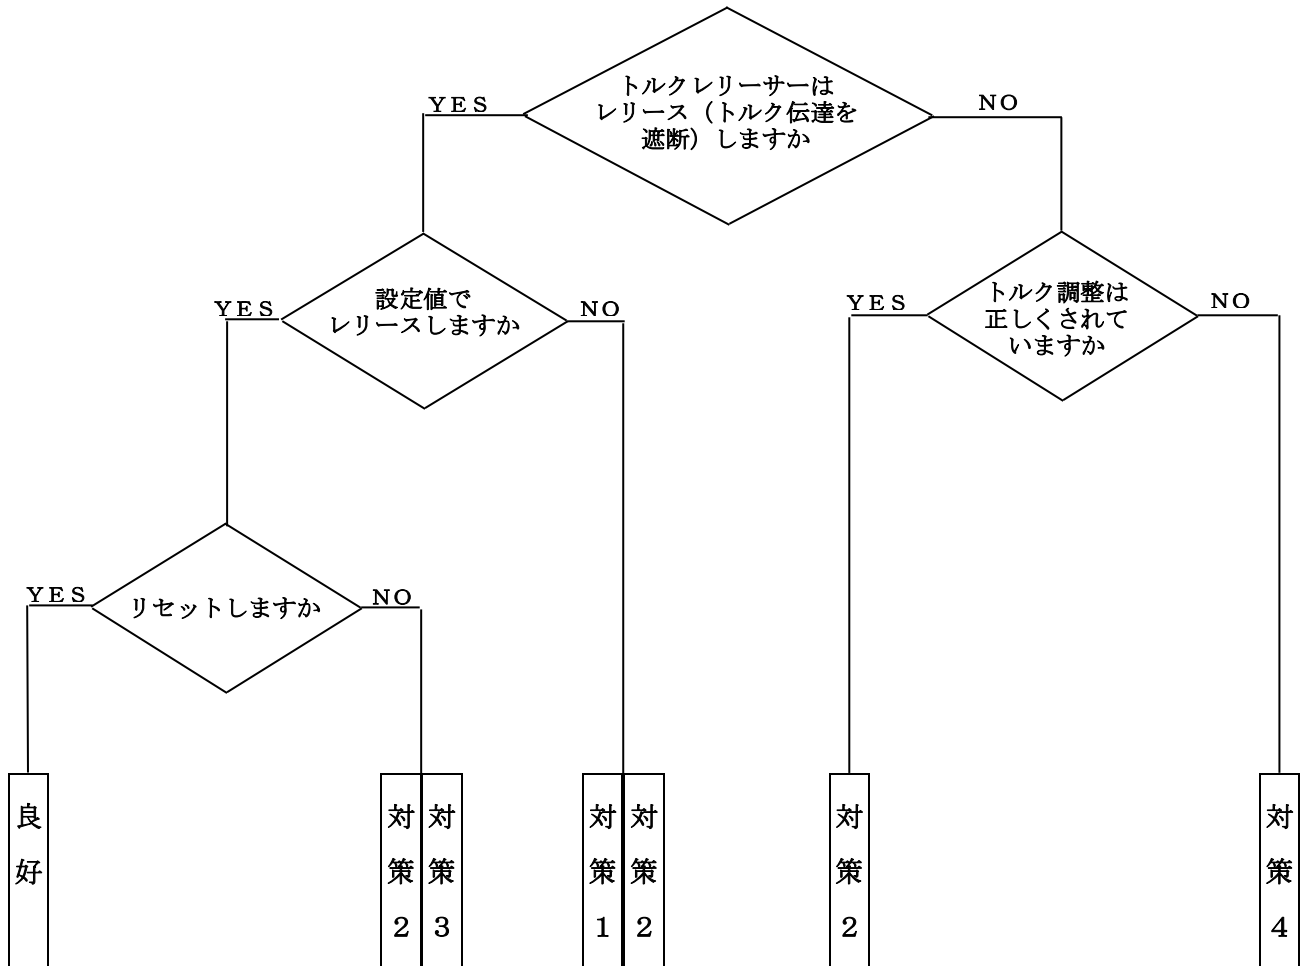 トルクレリーサーは
レリース（トルク伝達を
遮断）しますか
ＹＥＳ
ＮＯ
設定値で
レリースしますか
ＹＥＳ
ＮＯ
トルク調整は
正しくされて
いますか
ＹＥＳ
ＮＯ
リセットしますか
ＹＥＳ
ＮＯ
良好
対策２
対策３
対策１
対策２
対策２
対策４